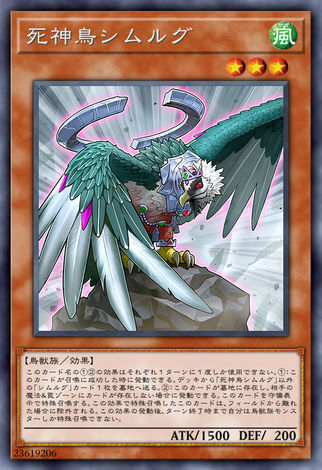 死神鳥シムルグ
風
【鳥獣族／効果】
このカード名の①②の効果はそれぞれ１ターンに１度しか使用できない。①：こ
のカードが召喚に成功した時に発動できる。デッキから「死神鳥シムルグ」以外
の「シムルグ」カード１枚を墓地へ送る。②：このカードが墓地に存在し、相手の
魔法＆罠ゾーンにカードが存在しない場合に発動できる。このカードを守備表
示で特殊召喚する。この効果で特殊召喚したこのカードは、フィールドから離れ
た場合に除外される。この効果の発動後、ターン終了時まで自分は鳥獣族モンス
ターしか特殊召喚できない。
ATK/1500 DEF/ 200
23619206